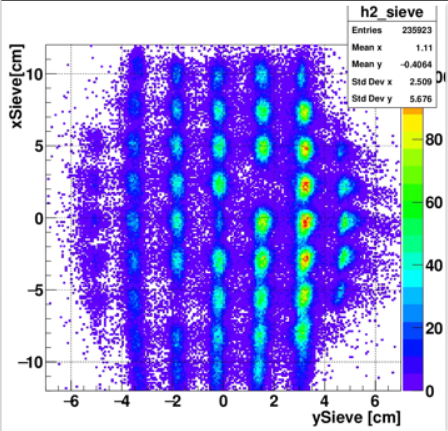 h2_sieve
Entries 235923
Mean x 1.11
Mean y -0.4064
Std Dev x 2.509
Std Dev y 5.676
xSieve[cm]
10
5
0
−5
−10
−6 −4 −2 0 2 4 6
ySieve [cm]
80
60
40
20
0